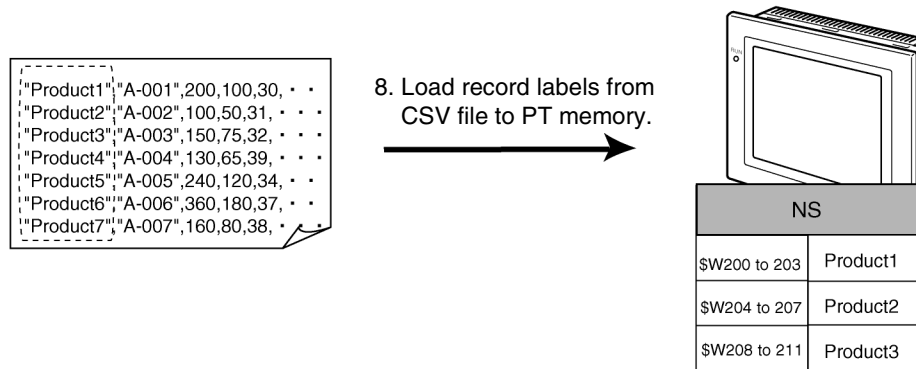 "Product1","A-001",200,100,30, · ·
"Product2","A-002",100,50,31, · · ·
"Product3","A-003",150,75,32, · · ·
"Product4","A-004",130,65,39, · · ·
"Product5","A-005",240,120,34, · ·
"Product6","A-006",360,180,37, · ·
"Product7","A-007",160,80,38, · · ·
8. Load record labels from
CSV file to PT memory.
RUN
NS
$W200 to 203 Product1
$W204 to 207 Product2
$W208 to 211 Product3